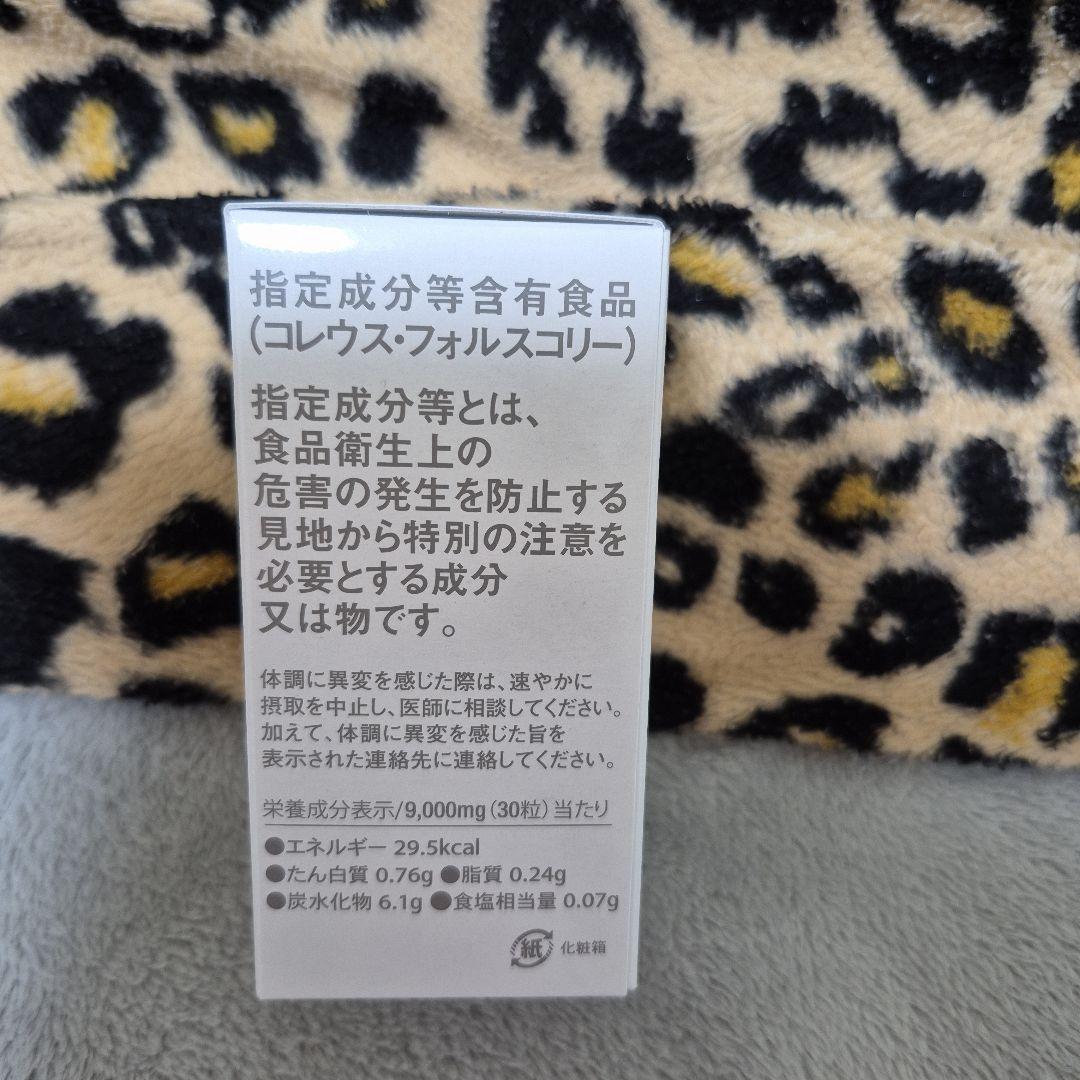 指定成分等含有食品
(コレウス・フォルスコリー)
指定成分等とは、
食品衛生上の
危害の発生を防止する
見地から特別の注意を
必要とする成分
又は物です。
体調に異変を感じた際は、速やかに
摂取を中止し、医師に相談してください。
加えて、体調に異変を感じた旨を
表示された連絡先に連絡してください。
栄養成分表示/9,000mg(30粒)当たり
●エネルギー 29.5kcal
●たん白質 0.76g ●脂質 0.24g
●炭水化物 6.1g ●食塩相当量 0.07g
紙 化粧箱